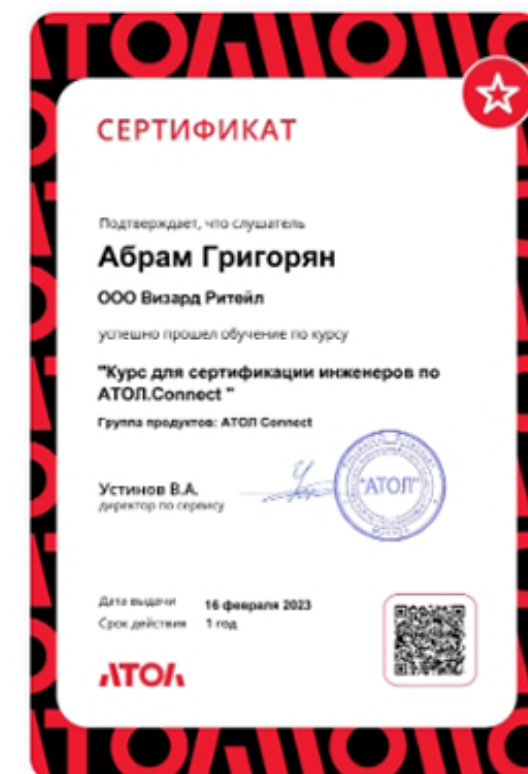 СЕРТИФИКАТ
Подтверждает, что слушатель
Абрам Григорян
ООО Визард Ритейл
успешно прошел обучение по курсу
"Курс для сертификации инженеров по
АТОЛ.Connect "
Группа продуктов: АТОЛ Connect
Устинов В.А.
директор по сервису
"АТОЛ"
Дата выдачи 16 февраля 2023
Срок действия 1 год
АТОЛ